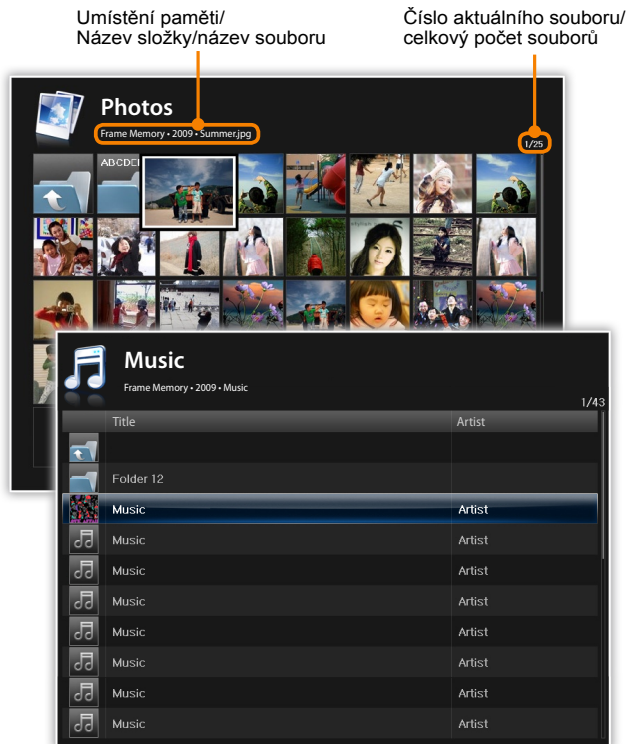 Umístění paměti/
Název složky/název souboru
Číslo aktuálního souboru/
celkový počet souborů
Photos
Frame Memory • 2009 • Summer.jpg
1/25
ABCDE
Music
Frame Memory • 2009 • Music
1/43
Title Artist
Folder 12
Music Artist
Music Artist
Music Artist
Music Artist
Music Artist
Music Artist
Music Artist
Music Artist